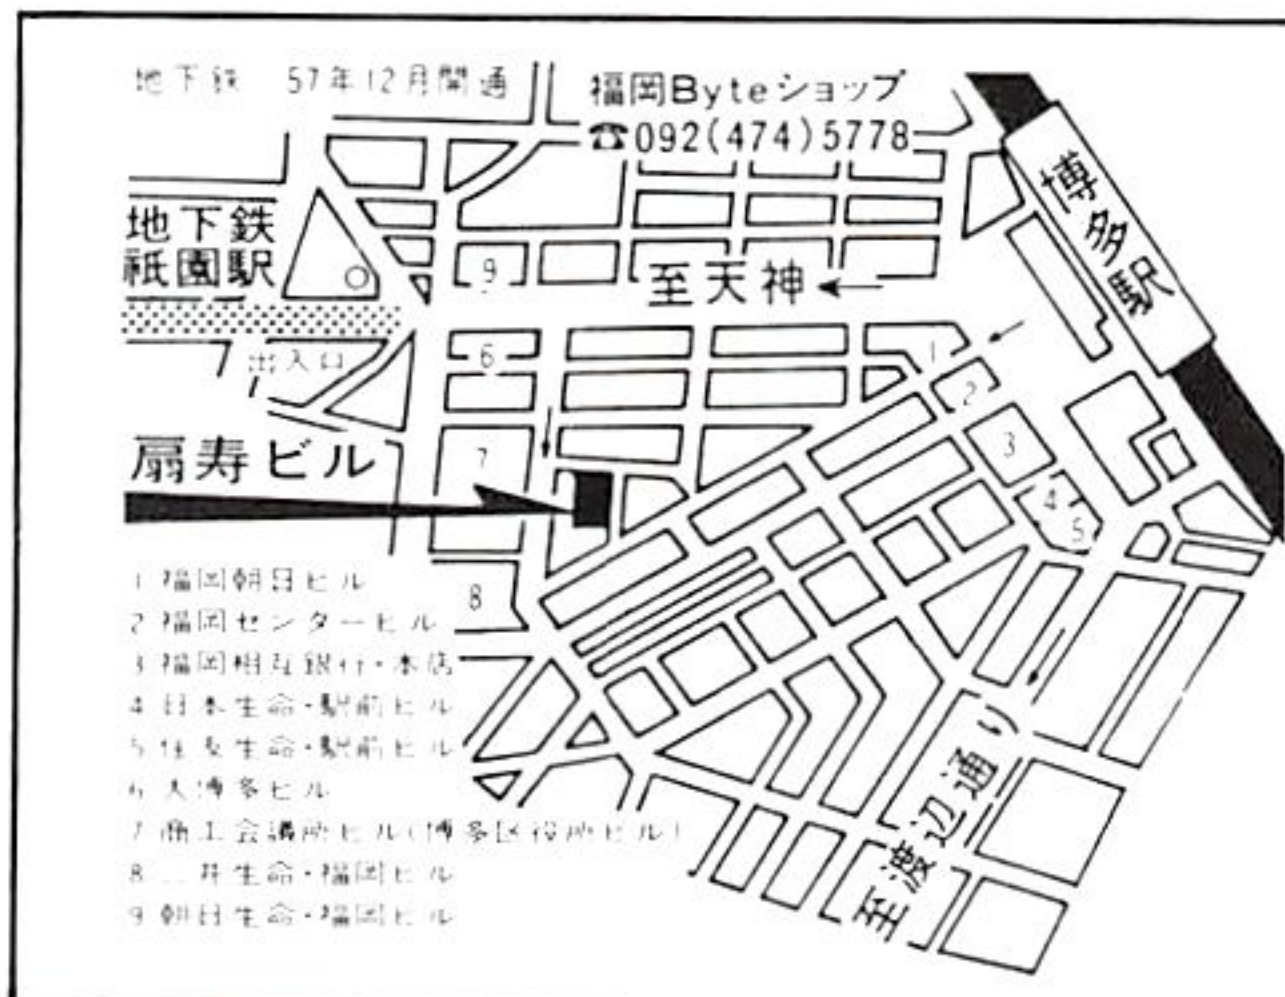 地下鉄 57年12月開通
福岡Byteショップ
☎092(474)5778
博多駅
地下鉄
祇園駅
至天神←
出入口
扇寿ビル
至渡辺通り
1
2
3
4
5
6
7
8
9
1 福岡朝日ビル
2 福岡センタービル
3 福岡相互銀行・本店
4 日本生命・駅前ビル
5 住友生命・駅前ビル
6 大博多ビル
7 商工会議所ビル(博多区役所ビル)
8 三井生命・福岡ビル
9 朝日生命・福岡ビル